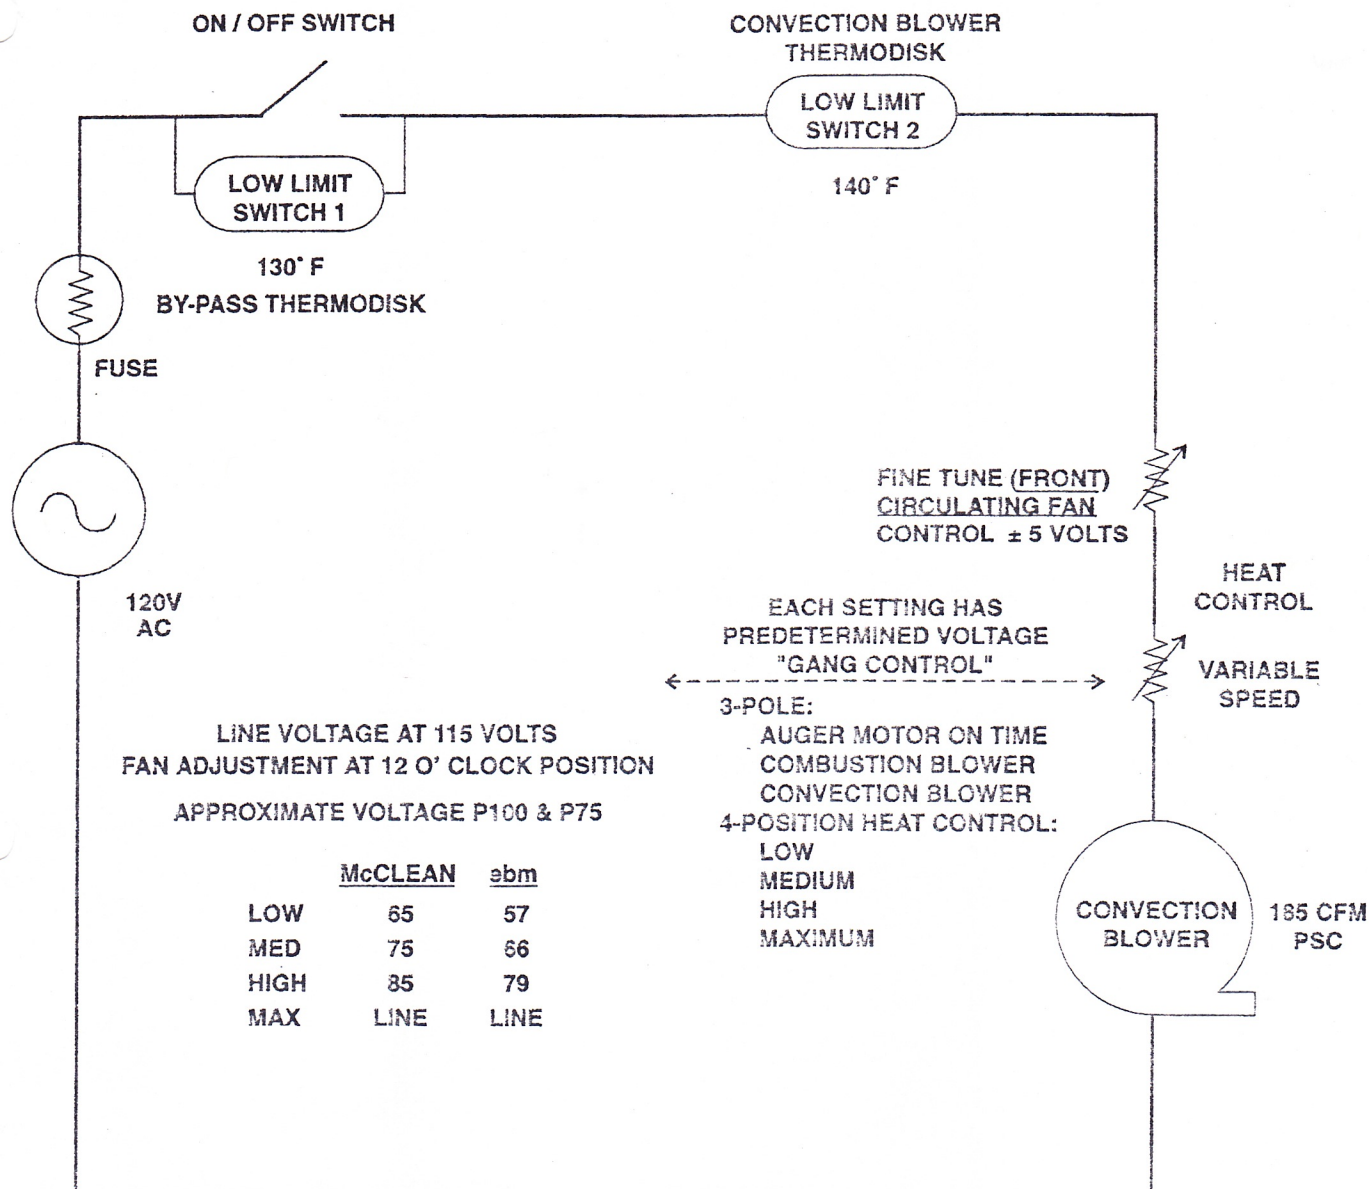 ON / OFF SWITCH
CONVECTION BLOWER
THERMODISK
LOW LIMIT
SWITCH 2
140° F
LOW LIMIT
SWITCH 1
130° F
BY-PASS THERMODISK
FUSE
120V
AC
FINE TUNE (FRONT)
CIRCULATING FAN
CONTROL ± 5 VOLTS
HEAT
CONTROL
VARIABLE
SPEED
EACH SETTING HAS
PREDETERMINED VOLTAGE
"GANG CONTROL"
3-POLE:
AUGER MOTOR ON TIME
COMBUSTION BLOWER
CONVECTION BLOWER
4-POSITION HEAT CONTROL:
LOW
MEDIUM
HIGH
MAXIMUM
LINE VOLTAGE AT 115 VOLTS
FAN ADJUSTMENT AT 12 O' CLOCK POSITION
APPROXIMATE VOLTAGE P100 & P75
McCLEAN ebm
LOW 65 57
MED 75 66
HIGH 85 79
MAX LINE LINE
CONVECTION
BLOWER
CFM
PSC